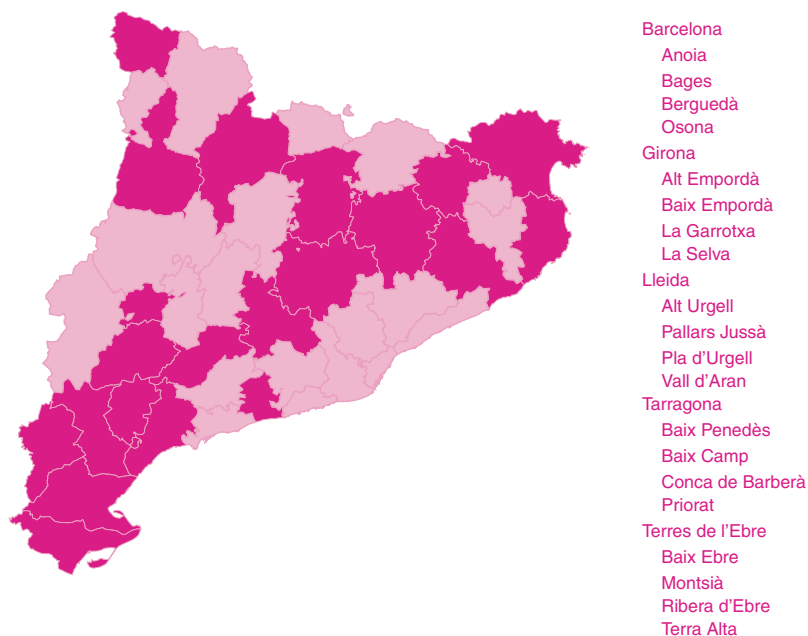 Barcelona
Anoia
Bages
Berguedà
Osona
Girona
Alt Empordà
Baix Empordà
La Garrotxa
La Selva
Lleida
Alt Urgell
Pallars Jussà
Pla d'Urgell
Vall d'Aran
Tarragona
Baix Penedès
Baix Camp
Conca de Barberà
Priorat
Terres de l'Ebre
Baix Ebre
Montsià
Ribera d'Ebre
Terra Alta